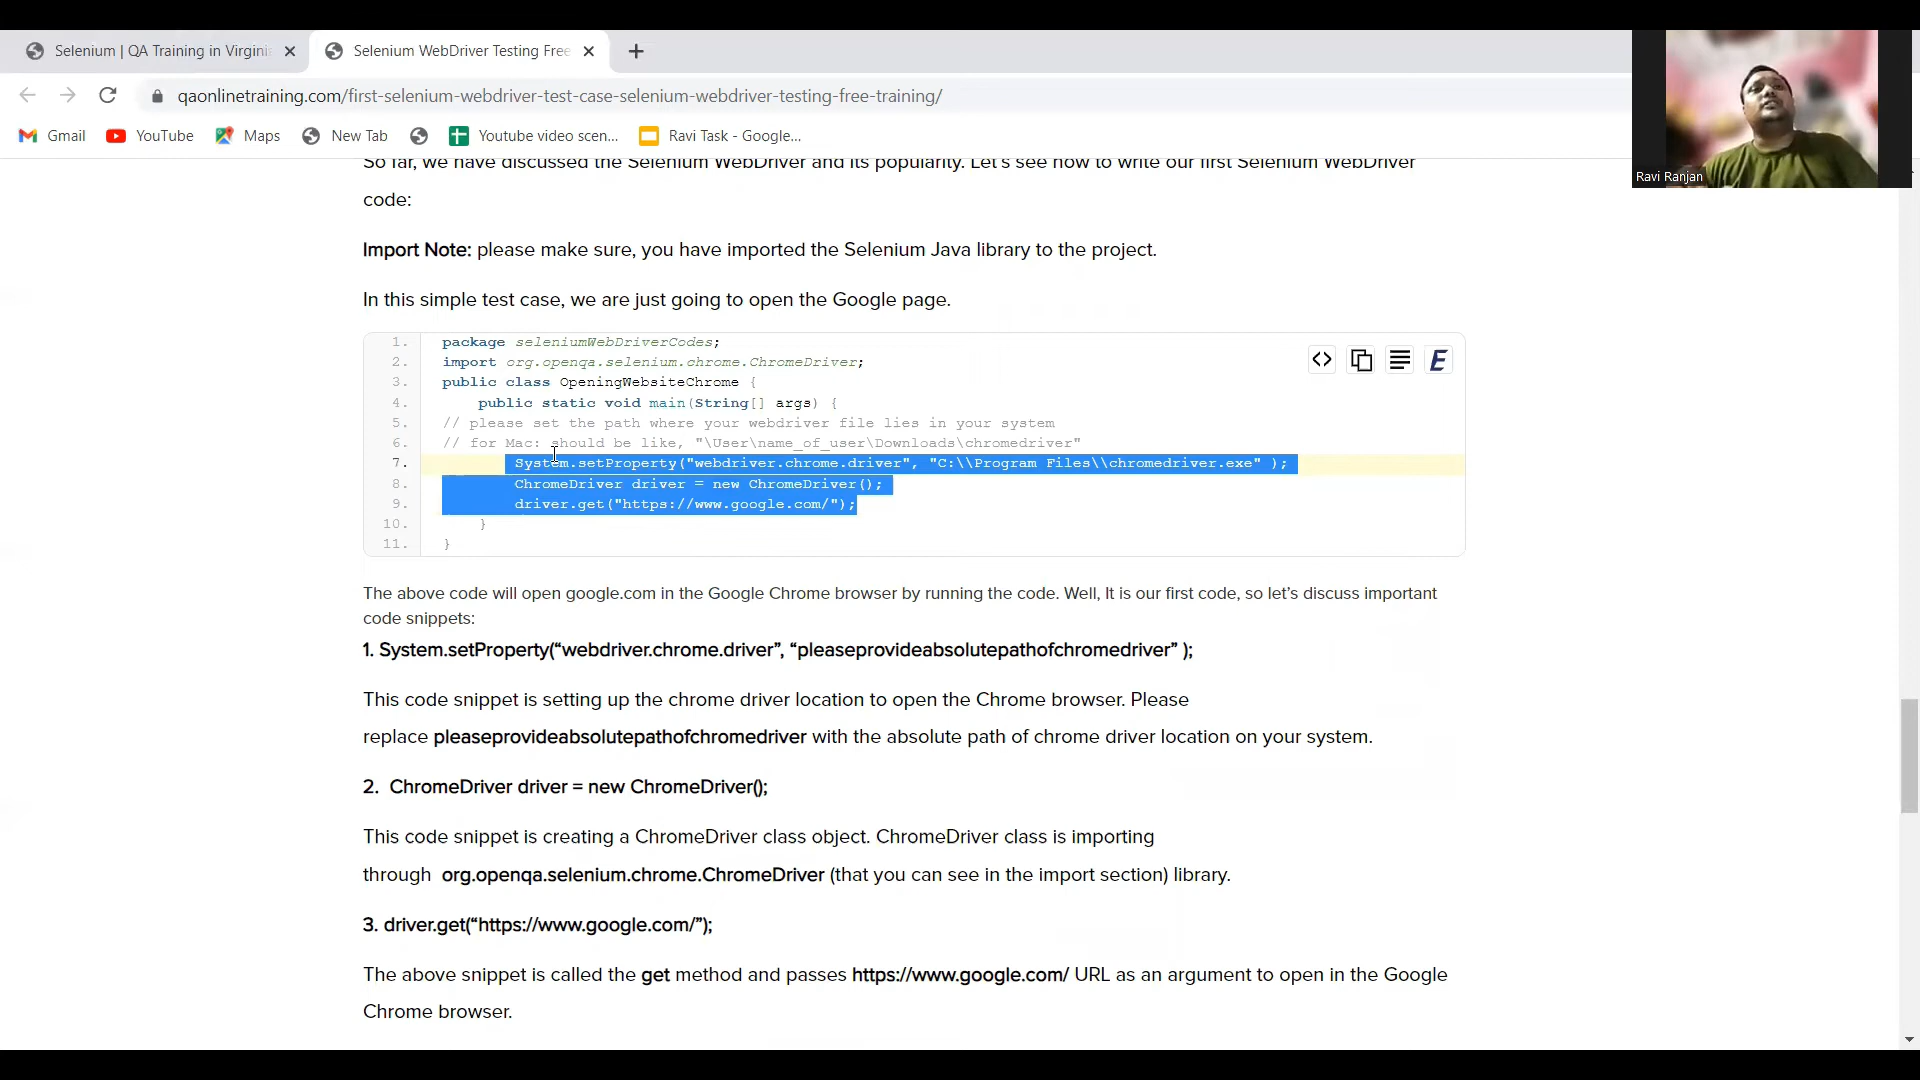 Selenium | QA Training in Virgini
Selenium WebDriver Testing Free
qaonlinetraining.com/first-selenium-webdriver-test-case-selenium-webdriver-testing-free-training/
Gmail
YouTube
Maps
New Tab
Youtube video scen...
Ravi Task - Google...
Ravi Ranjan
So far, we have discussed the Selenium WebDriver and its popularity. Let's see how to write our first Selenium WebDriver
code:
Import Note: please make sure, you have imported the Selenium Java library to the project.
In this simple test case, we are just going to open the Google page.
1. package seleniumWebDriverCodes;
2. import org.openqa.selenium.chrome.ChromeDriver;
3. public class OpeningWebsiteChrome {
4. public static void main(String[] args) {
5. // please set the path where your webdriver file lies in your system
6. // for Mac: should be like, "\User\name_of_user\Downloads\chromedriver"
7. System.setProperty("webdriver.chrome.driver", "C:\\Program Files\\chromedriver.exe" );
8. ChromeDriver driver = new ChromeDriver();
9. driver.get("https://www.google.com/");
10. }
11. }
E
The above code will open google.com in the Google Chrome browser by running the code. Well, It is our first code, so let's discuss important
code snippets:
1. System.setProperty(“webdriver.chrome.driver”, “pleaseprovideabsolutepathofchromedriver” );
This code snippet is setting up the chrome driver location to open the Chrome browser. Please
replace pleaseprovideabsolutepathofchromedriver with the absolute path of chrome driver location on your system.
2. ChromeDriver driver = new ChromeDriver();
This code snippet is creating a ChromeDriver class object. ChromeDriver class is importing
through org.openqa.selenium.chrome.ChromeDriver (that you can see in the import section) library.
3. driver.get(“https://www.google.com/”);
The above snippet is called the get method and passes https://www.google.com/ URL as an argument to open in the Google
Chrome browser.